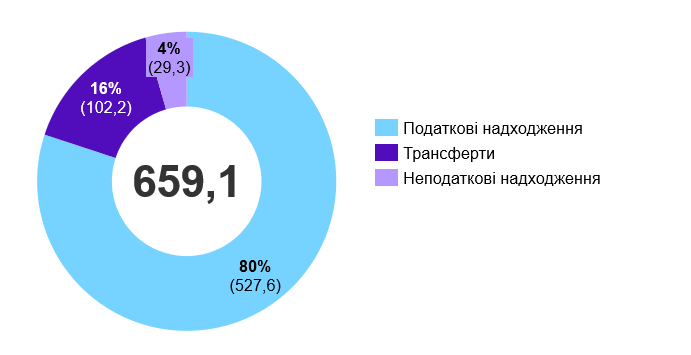 4%
(29,3)
16%
(102,2)
659,1
80%
(527,6)
Податкові надходження
Трансферти
Неподаткові надходження